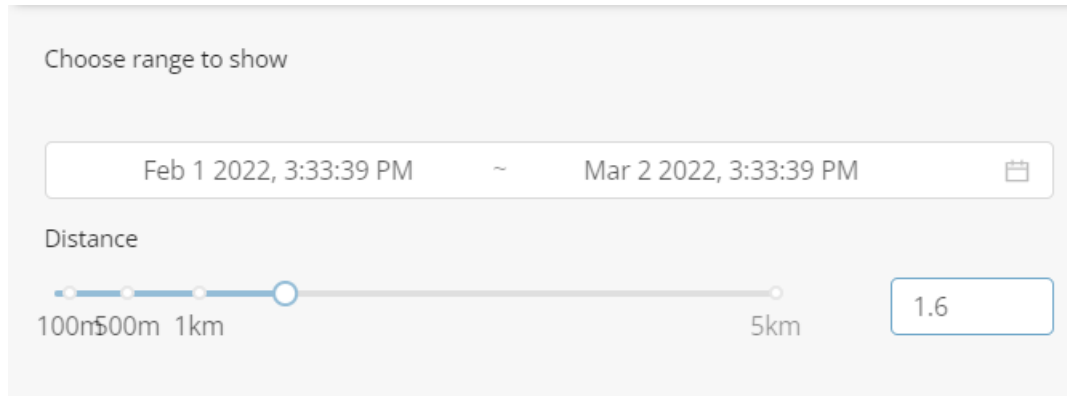 Choose range to show
Feb 1 2022, 3:33:39 PM ~ Mar 2 2022, 3:33:39 PM
Distance
1.6
100m 500m 1km 5km